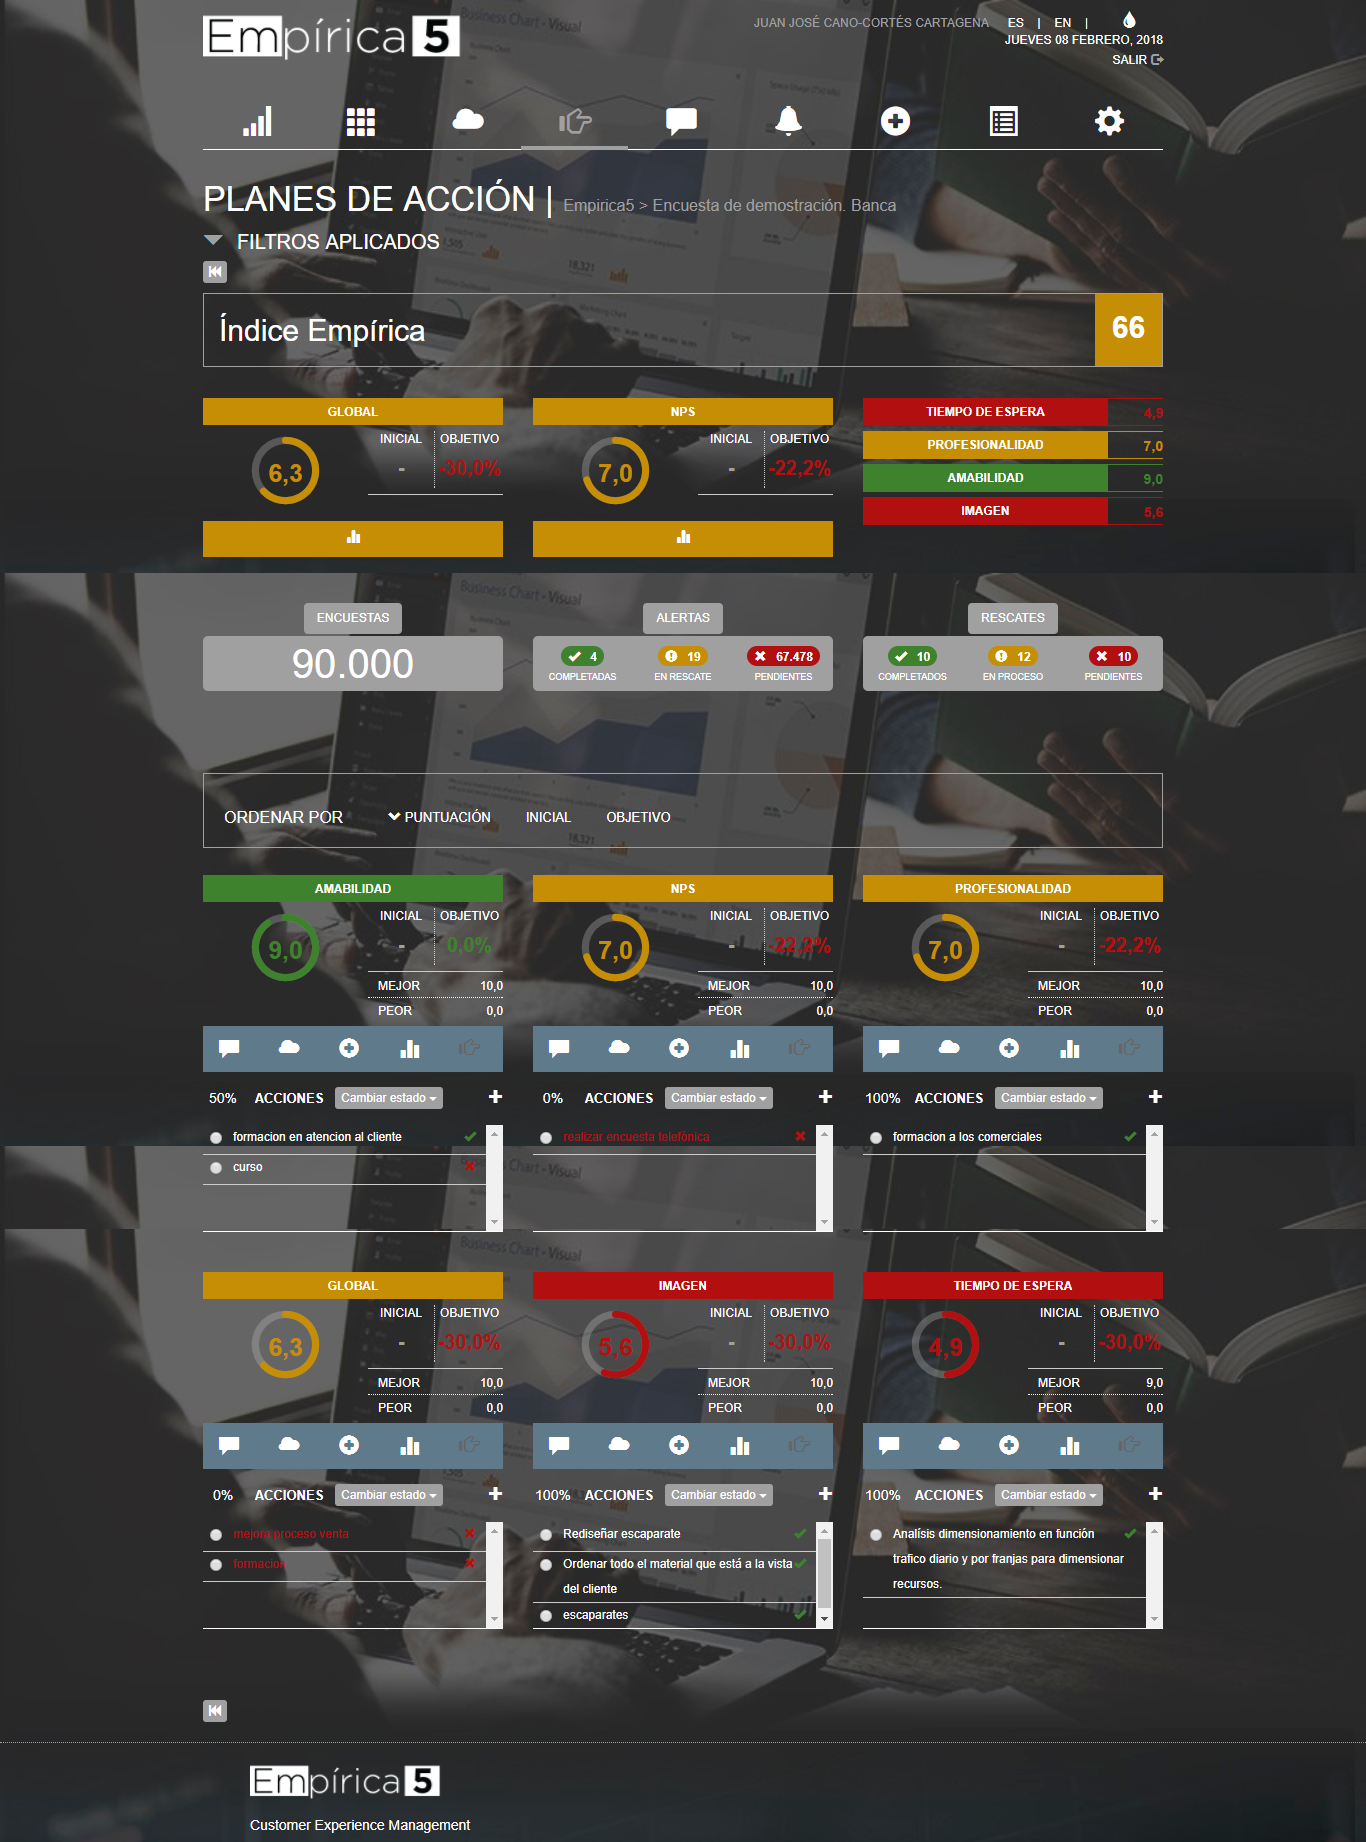 Empírica 5
JUAN JOSÉ CANO-CORTÉS CARTAGENA ES | EN |
JUEVES 08 FEBRERO, 2018
SALIR
PLANES DE ACCIÓN | Empirica5 > Encuesta de demostración. Banca
FILTROS APLICADOS
Índice Empírica 66
GLOBAL
INICIAL OBJETIVO
6,3 - -30,0%
NPS
INICIAL OBJETIVO
7,0 - -22,2%
TIEMPO DE ESPERA 4,9
PROFESIONALIDAD 7,0
AMABILIDAD 9,0
IMAGEN 5,6
ENCUESTAS
90.000
ALERTAS
4 19 67.478
COMPLETADAS EN RESCATE PENDIENTES
RESCATES
10 12 10
COMPLETADOS EN PROCESO PENDIENTES
ORDENAR POR PUNTUACIÓN INICIAL OBJETIVO
AMABILIDAD
INICIAL OBJETIVO
9,0 - 0,0%
MEJOR 10,0
PEOR 0,0
50% ACCIONES Cambiar estado
formacion en atencion al cliente
curso
NPS
INICIAL OBJETIVO
7,0 - -22,2%
MEJOR 10,0
PEOR 0,0
0% ACCIONES Cambiar estado
realizar encuesta telefónica
PROFESIONALIDAD
INICIAL OBJETIVO
7,0 - -22,2%
MEJOR 10,0
PEOR 0,0
100% ACCIONES Cambiar estado
formacion a los comerciales
GLOBAL
INICIAL OBJETIVO
6,3 - -30,0%
MEJOR 10,0
PEOR 0,0
0% ACCIONES Cambiar estado
mejora proceso venta
formacion
IMAGEN
INICIAL OBJETIVO
5,6 - -30,0%
MEJOR 10,0
PEOR 0,0
100% ACCIONES Cambiar estado
Rediseñar escaparate
Ordenar todo el material que está a la vista
del cliente
escaparates
TIEMPO DE ESPERA
INICIAL OBJETIVO
4,9 - -30,0%
MEJOR 9,0
PEOR 0,0
100% ACCIONES Cambiar estado
Analísis dimensionamiento en función
trafico diario y por franjas para dimensionar
recursos.
Empírica 5
Customer Experience Management